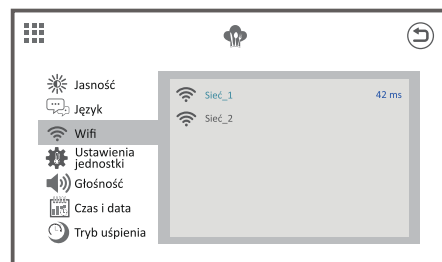 Jasność
Język
Wifi
Ustawienia
jednostki
Głośność
Czas i data
Tryb uśpienia
Sieć_1 42 ms
Sieć_2